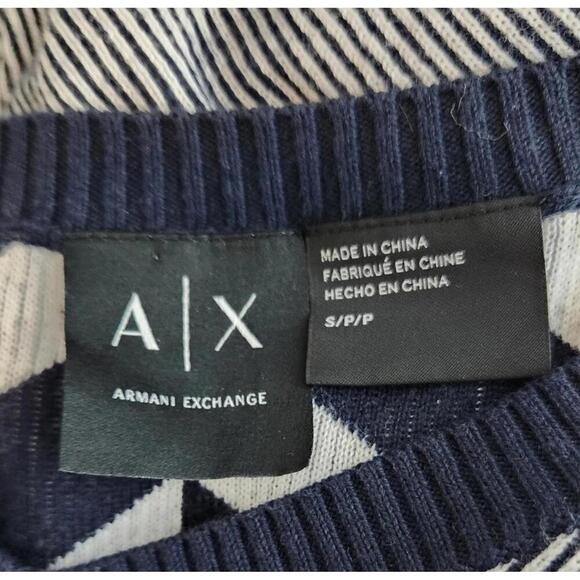 A|X
ARMANI EXCHANGE
MADE IN CHINA
FABRIQUÉ EN CHINE
HECHO EN CHINA
S/P/P